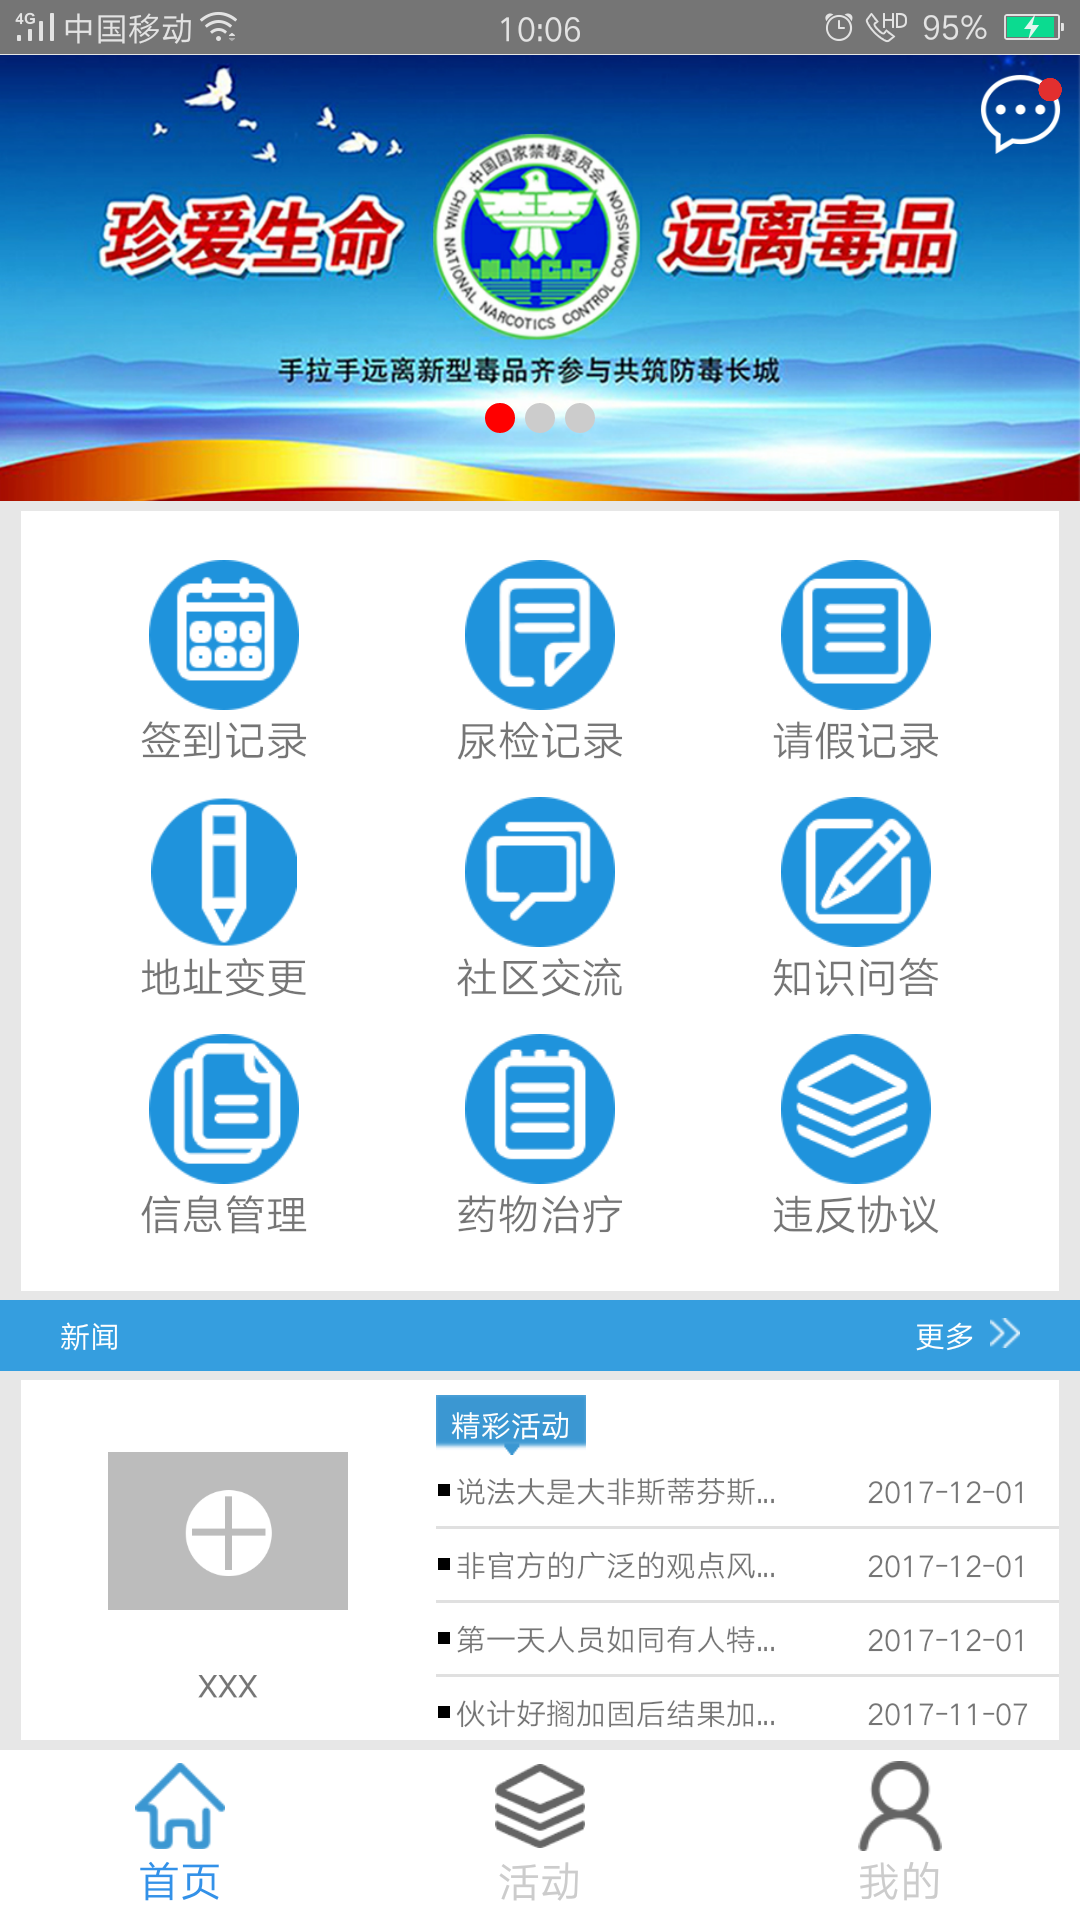 4G 中国移动 10:06 HD 95%
中国国家禁毒委员会
珍爱生命 远离毒品
N.N.C.C
CHINA NATIONAL NARCOTICS CONTROL COMMISSION
手拉手远离新型毒品齐参与共筑防毒长城
签到记录 尿检记录 请假记录
地址变更 社区交流 知识问答
信息管理 药物治疗 违反协议
新闻 更多
精彩活动
说法大是大非斯蒂芬斯... 2017-12-01
非官方的广泛的观点风... 2017-12-01
第一天人员如同有人特... 2017-12-01
XXX
伙计好搁加固后结果加... 2017-11-07
首页 活动 我的